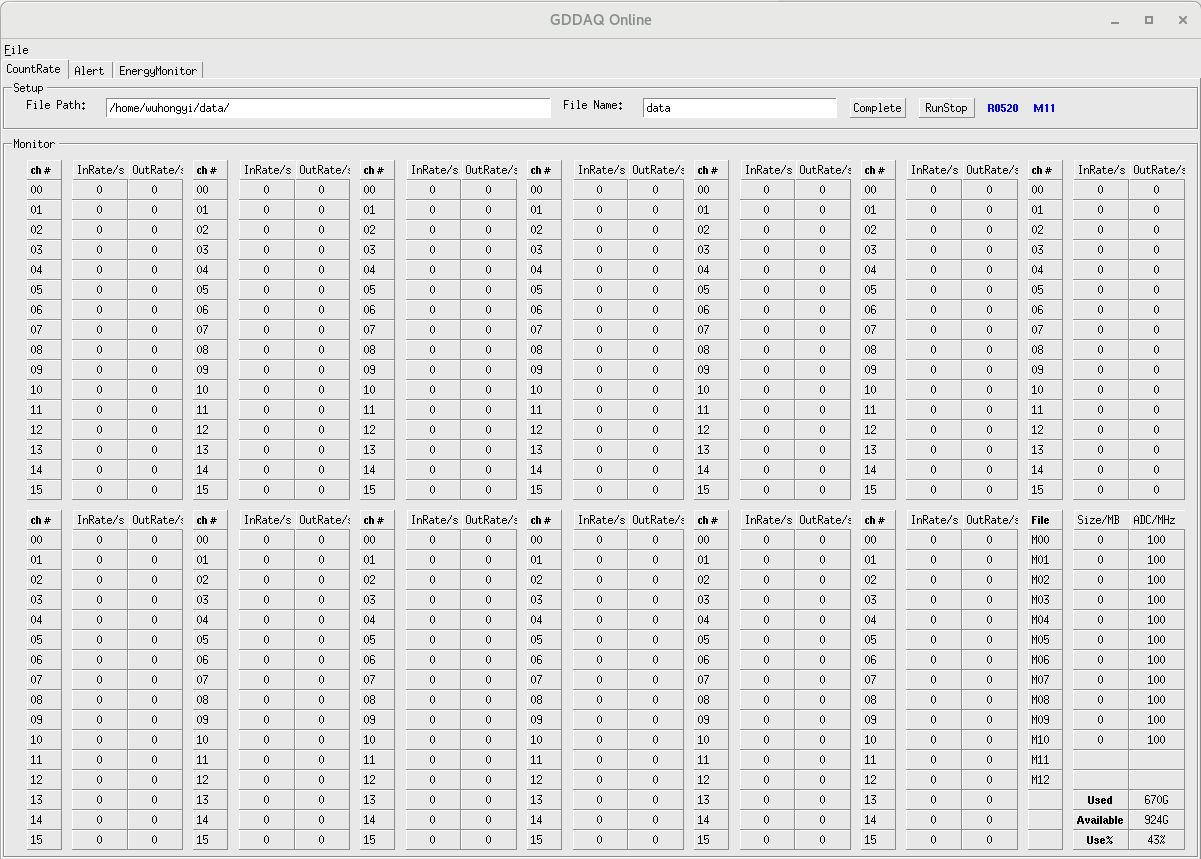 GDDAQ Online
File
CountRate Alert EnergyMonitor
Setup
File Path: /home/wuhongyi/data/ File Name: data Complete RunStop R0520 M11
Monitor
ch # InRate/s OutRate/s ch # InRate/s OutRate/s ch # InRate/s OutRate/s ch # InRate/s OutRate/s ch # InRate/s OutRate/s ch # InRate/s OutRate/s ch # InRate/s OutRate/s
00 0 0 00 0 0 00 0 0 00 0 0 00 0 0 00 0 0 00 0 0
01 0 0 01 0 0 01 0 0 01 0 0 01 0 0 01 0 0 01 0 0
02 0 0 02 0 0 02 0 0 02 0 0 02 0 0 02 0 0 02 0 0
03 0 0 03 0 0 03 0 0 03 0 0 03 0 0 03 0 0 03 0 0
04 0 0 04 0 0 04 0 0 04 0 0 04 0 0 04 0 0 04 0 0
05 0 0 05 0 0 05 0 0 05 0 0 05 0 0 05 0 0 05 0 0
06 0 0 06 0 0 06 0 0 06 0 0 06 0 0 06 0 0 06 0 0
07 0 0 07 0 0 07 0 0 07 0 0 07 0 0 07 0 0 07 0 0
08 0 0 08 0 0 08 0 0 08 0 0 08 0 0 08 0 0 08 0 0
09 0 0 09 0 0 09 0 0 09 0 0 09 0 0 09 0 0 09 0 0
10 0 0 10 0 0 10 0 0 10 0 0 10 0 0 10 0 0 10 0 0
11 0 0 11 0 0 11 0 0 11 0 0 11 0 0 11 0 0 11 0 0
12 0 0 12 0 0 12 0 0 12 0 0 12 0 0 12 0 0 12 0 0
13 0 0 13 0 0 13 0 0 13 0 0 13 0 0 13 0 0 13 0 0
14 0 0 14 0 0 14 0 0 14 0 0 14 0 0 14 0 0 14 0 0
15 0 0 15 0 0 15 0 0 15 0 0 15 0 0 15 0 0 15 0 0
ch # InRate/s OutRate/s ch # InRate/s OutRate/s ch # InRate/s OutRate/s ch # InRate/s OutRate/s ch # InRate/s OutRate/s ch # InRate/s OutRate/s File Size/MB ADC/MHz
00 0 0 00 0 0 00 0 0 00 0 0 00 0 0 00 0 0 M00 0 100
01 0 0 01 0 0 01 0 0 01 0 0 01 0 0 01 0 0 M01 0 100
02 0 0 02 0 0 02 0 0 02 0 0 02 0 0 02 0 0 M02 0 100
03 0 0 03 0 0 03 0 0 03 0 0 03 0 0 03 0 0 M03 0 100
04 0 0 04 0 0 04 0 0 04 0 0 04 0 0 04 0 0 M04 0 100
05 0 0 05 0 0 05 0 0 05 0 0 05 0 0 05 0 0 M05 0 100
06 0 0 06 0 0 06 0 0 06 0 0 06 0 0 06 0 0 M06 0 100
07 0 0 07 0 0 07 0 0 07 0 0 07 0 0 07 0 0 M07 0 100
08 0 0 08 0 0 08 0 0 08 0 0 08 0 0 08 0 0 M08 0 100
09 0 0 09 0 0 09 0 0 09 0 0 09 0 0 09 0 0 M09 0 100
10 0 0 10 0 0 10 0 0 10 0 0 10 0 0 10 0 0 M10 0 100
11 0 0 11 0 0 11 0 0 11 0 0 11 0 0 11 0 0 M11
12 0 0 12 0 0 12 0 0 12 0 0 12 0 0 12 0 0 M12
13 0 0 13 0 0 13 0 0 13 0 0 13 0 0 13 0 0 Used 670G
14 0 0 14 0 0 14 0 0 14 0 0 14 0 0 14 0 0 Available 924G
15 0 0 15 0 0 15 0 0 15 0 0 15 0 0 15 0 0 Use% 43%